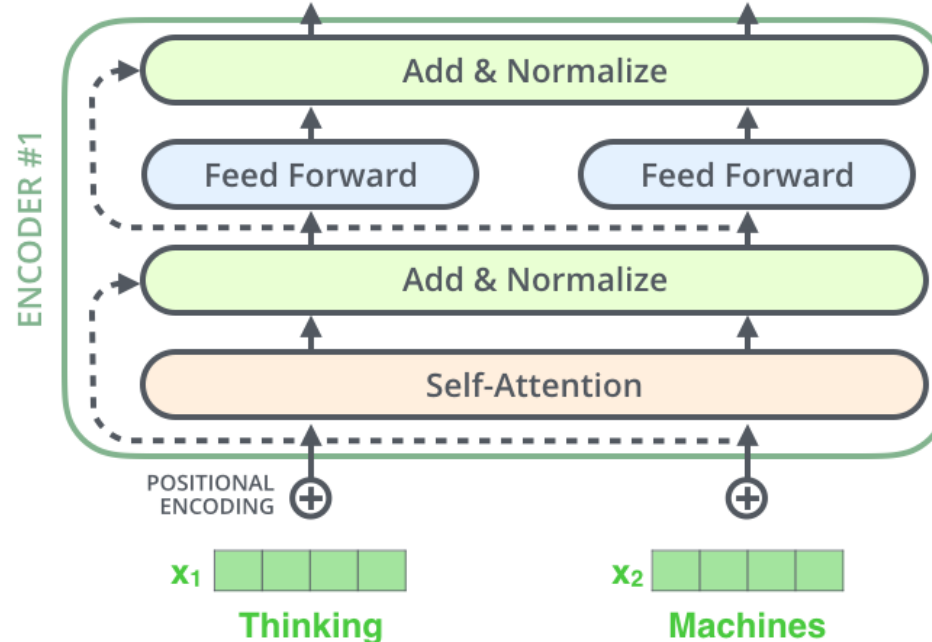 ENCODER #1
Add & Normalize
Feed Forward
Feed Forward
Add & Normalize
Self-Attention
POSITIONAL
ENCODING
x₁
x₂
Thinking
Machines